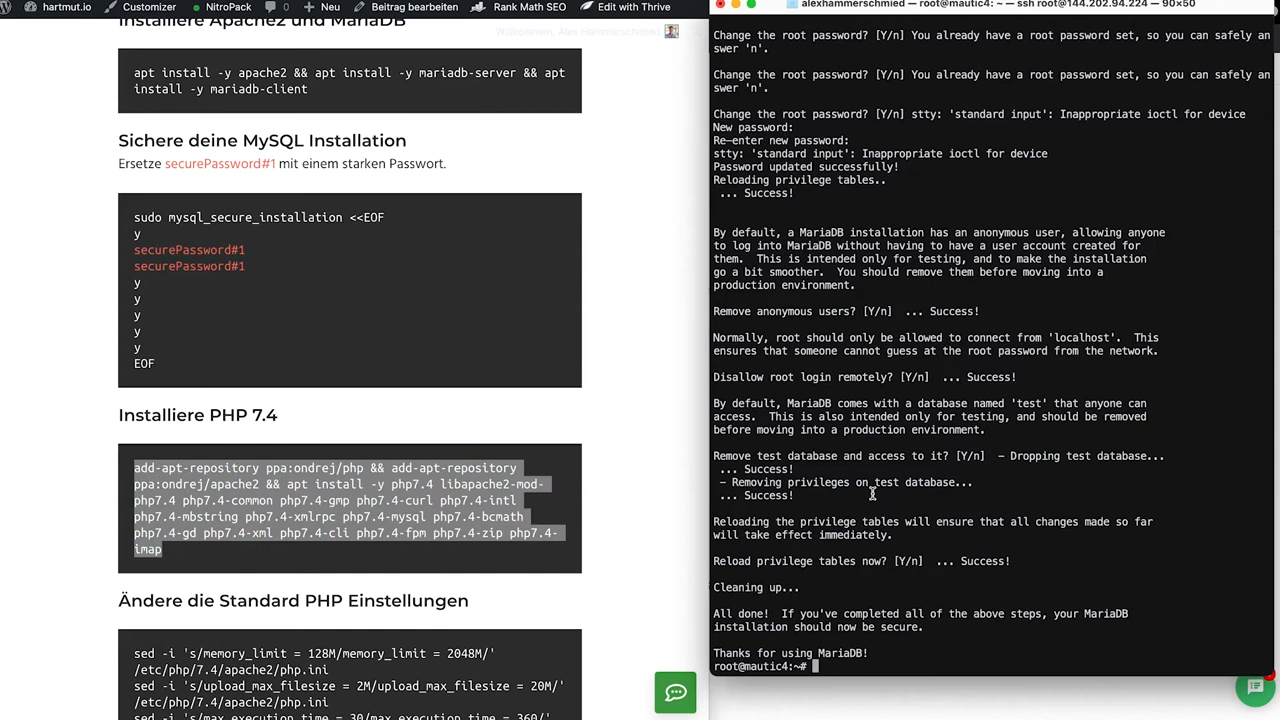 hartmut.io
Customizer
NitroPack
0
Neu
Beitrag bearbeiten
Rank Math SEO
Edit with Thrive
Installiere Apache2 und MariaDB
Willkommen, Alex Hammerschmied
apt install -y apache2 && apt install -y mariadb-server && apt
install -y mariadb-client
Sichere deine MySQL Installation
Ersetze securePassword#1 mit einem starken Passwort.
sudo mysql_secure_installation <<EOF
y
securePassword#1
securePassword#1
y
y
y
y
y
EOF
Installiere PHP 7.4
add-apt-repository ppa:ondrej/php && add-apt-repository
ppa:ondrej/apache2 && apt install -y php7.4 libapache2-mod-
php7.4 php7.4-common php7.4-gmp php7.4-curl php7.4-intl
php7.4-mbstring php7.4-xmlrpc php7.4-mysql php7.4-bcmath
php7.4-gd php7.4-xml php7.4-cli php7.4-fpm php7.4-zip php7.4-
imap
Ändere die Standard PHP Einstellungen
sed -i 's/memory_limit = 128M/memory_limit = 2048M/'
/etc/php/7.4/apache2/php.ini
sed -i 's/upload_max_filesize = 2M/upload_max_filesize = 20M/'
/etc/php/7.4/apache2/php.ini
sed -i 's/max_execution_time = 30/max_execution_time = 360/'
alexhammerschmied — root@mautic4: ~ — ssh root@144.202.94.224 — 90×50
Change the root password? [Y/n] You already have a root password set, so you can safely an
swer 'n'.
Change the root password? [Y/n] You already have a root password set, so you can safely an
swer 'n'.
Change the root password? [Y/n] stty: 'standard input': Inappropriate ioctl for device
New password:
Re-enter new password:
stty: 'standard input': Inappropriate ioctl for device
Password updated successfully!
Reloading privilege tables..
... Success!
By default, a MariaDB installation has an anonymous user, allowing anyone
to log into MariaDB without having to have a user account created for
them.  This is intended only for testing, and to make the installation
go a bit smoother.  You should remove them before moving into a
production environment.
Remove anonymous users? [Y/n]  ... Success!
Normally, root should only be allowed to connect from 'localhost'.  This
ensures that someone cannot guess at the root password from the network.
Disallow root login remotely? [Y/n]  ... Success!
By default, MariaDB comes with a database named 'test' that anyone can
access.  This is also intended only for testing, and should be removed
before moving into a production environment.
Remove test database and access to it? [Y/n]  - Dropping test database...
... Success!
- Removing privileges on test database...
... Success!
Reloading the privilege tables will ensure that all changes made so far
will take effect immediately.
Reload privilege tables now? [Y/n]  ... Success!
Cleaning up...
All done!  If you've completed all of the above steps, your MariaDB
installation should now be secure.
Thanks for using MariaDB!
root@mautic4:~#